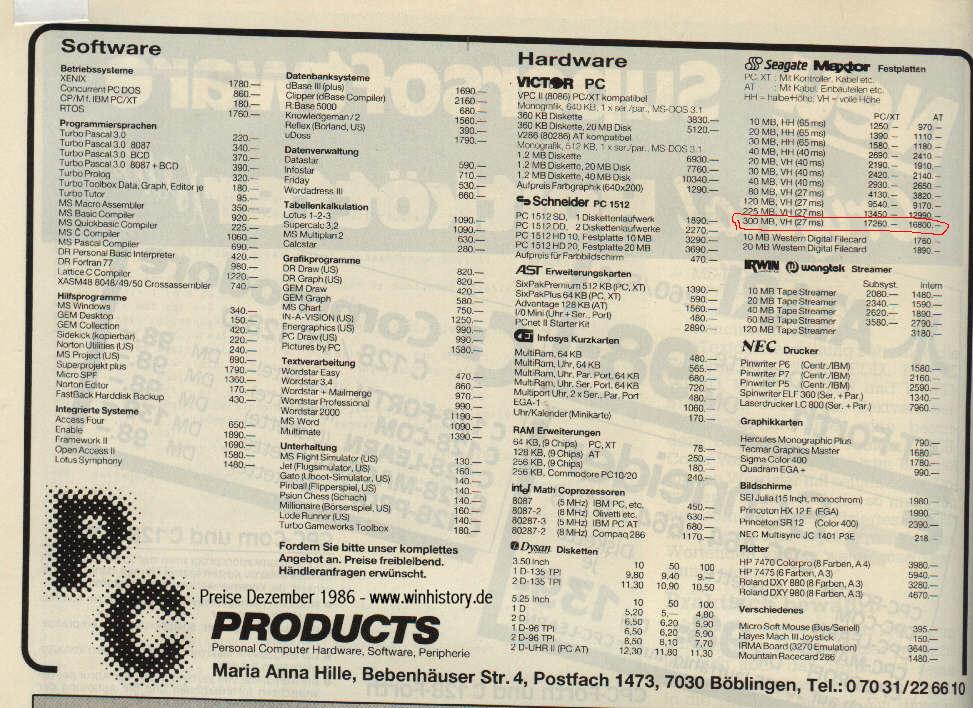 Software
Betriebssysteme
XENIX 1780.—
Concurrent PC DOS 860.—
CP/M1. IBM PC/XT 180.—
RTOS 1760.—
Programmiersprachen
Turbo Pascal 3.0 220.—
Turbo Pascal 3.0 8087 340.—
Turbo Pascal 3.0 BCD 370.—
Turbo Pascal 3.0 8087 + BCD 390.—
Turbo Prolog 320.—
Turbo Toolbox Data, Graph, Editor je 180.—
Turbo Tutor 95.—
MS Macro Assembler 350.—
MS Basic Compiler 920.—
MS Quickbasic Compiler 225.—
MS C Compiler 1060.—
MS Pascal Compiler 690.—
DR Personal Basic Interpreter 420.—
DR Fortran 77 980.—
Lattice C Compiler 1220.—
XASM48 8048/49/50 Crossassembler 740.—
Hilfsprogramme
MS Windows 340.—
GEM Desktop 150.—
GEM Collection 420.—
Sidekick (kopierbar) 220.—
Norton Utilities (US) 240.—
MS Project (US) 890.—
Superprojekt plus 1790.—
Micro SPF 1360.—
Norton Editor 170.—
FastBack Harddisk Backup 430.—
Integrierte Systeme
Access Four 650.—
Enable 1890.—
Framework II 1690.—
Open Access II 1580.—
Lotus Symphony 1480.—
Datenbanksysteme
dBase III (plus) 1690.—
Clipper (dBase Compiler) 2160.—
R:Base 5000 680.—
Knowledgeman / 2 1560.—
Reflex (Borland, US) 390.—
uDoss 1790.—
Datenverwaltung
Datastar 590.—
Infostar 710.—
Friday 530.—
Wordadress III 660.—
Tabellenkalkulation
Lotus 1-2-3 1090.—
Supercalc 3,2 1090.—
MS Multiplan 2 630.—
Calcstar 280.—
Grafikprogramme
DR Draw (US) 820.—
DR Graph (US) 820.—
GEM Draw 420.—
GEM Graph 580.—
MS Chart 750.—
IN-A-VISION (US) 1250.—
Energraphics (US) 990.—
PC Draw (US) 990.—
Pictures by PC 1580.—
Textverarbeitung
Wordstar Easy 470.—
Wordstar 3.4 860.—
Wordstar + Mailmerge 970.—
Wordstar Professional 990.—
Wordstar 2000 1190.—
MS Word 1090.—
Multimate 1390.—
Unterhaltung
MS Flight Simulator (US) 130.—
Jet (Flugsimulator, US) 160.—
Gato (Uboot-Simulator, US) 140.—
Pinball (Flipperspiel, US) 140.—
Psion Chess (Schach) 140.—
Millionaire (Börsenspiel, US) 160.—
Lode Runner (US) 140.—
Turbo Gameworks Toolbox 180.—
Fordern Sie bitte unser komplettes
Angebot an. Preise freibleibend.
Händleranfragen erwünscht.
Hardware
VICTOR PC
VPC II (8086) PC/XT kompatibel
Monografik, 640 KB, 1 x ser./par., MS-DOS 3.1
360 KB Diskette 3830.—
360 KB Diskette, 20 MB Disk 5120.—
V286 (80286) AT kompatibel
Monografik, 512 KB, 1 x ser./par., MS-DOS 3.1
1.2 MB Diskette 6930.—
1.2 MB Diskette, 20 MB Disk 7760.—
1.2 MB Diskette, 40 MB Disk 10340.—
Aufpreis Farbgraphik (640x200) 1290.—
Schneider PC 1512
PC 1512 SD, 1 Diskettenlaufwerk 1890.—
PC 1512 DD, 2 Diskettenlaufwerke 2270.—
PC 1512 HD 10, Festplatte 10 MB 3290.—
PC 1512 HD 20, Festplatte 20 MB 3690.—
Aufpreis für Farbbildschirm 470.—
AST Erweiterungskarten
SixPakPremium 512 KB (PC, XT) 1390.—
SixPakPlus 64 KB (PC, XT) 590.—
Advantage 128 KB (AT) 1560.—
I/0 Mini (Uhr + Ser., Port) 480.—
PCnet II Starter Kit 2890.—
Infosys Kurzkarten
MultiRam, 64 KB 480.—
MultiRam, Uhr, 64 KB 565.—
MultiRam, Uhr, Par. Port, 64 KB 680.—
MultiRam, Uhr, Ser. Port, 64 KB 720.—
Multiport Uhr, 2 x Ser., Par. Port 480.—
EGA-1 1060.—
Uhr/Kalender (Minikarte) 170.—
RAM Erweiterungen
64 KB, (9 Chips) PC, XT 78.—
128 KB, (9 Chips) AT 250.—
256 KB, (9 Chips) 180.—
256 KB, Commodore PC10/20 240.—
intel Math Coprozessoren
8087 (5 MHz) IBM PC, etc. 450.—
8087-2 (8 MHz) Olivetti etc. 630.—
80287-3 (5 MHz) IBM PC AT 680.—
80287-2 (8 MHz) Compaq 286 1170.—
Dysan Disketten
3.50 Inch 10 50 100
1 D-135 TPI 9,80 9,40 9.—
2 D-135 TPI 11,30 10,90 10,50
5,25 Inch 10 50 100
1 D 5,20 5,— 4,80
2 D 6,50 6,20 5,90
1 D-96 TPI 6,50 6,20 5,90
2 D-96 TPI 8,50 8,10 7,70
2 D-UHR II (PC AT) 12,30 11,80 11,30
Seagate Maxtor Festplatten
PC, XT : Mit Kontroller, Kabel etc.
AT : Mit Kabel, Einbauteilen etc.
HH = halbe Höhe, VH = volle Höhe
PC/XT AT
10 MB, HH (65 ms) 1250.— 970.—
20 MB, HH (65 ms) 1390.— 1110.—
30 MB, HH (65 ms) 1580.— 1180.—
40 MB, HH (40 ms) 2690.— 2410.—
20 MB, VH (40 ms) 2190.— 1910.—
30 MB, VH (40 ms) 2420.— 2140.—
40 MB, VH (40 ms) 2930.— 2650.—
80 MB, VH (27 ms) 4130.— 3820.—
120 MB, VH (27 ms) 9540.— 9170.—
225 MB, VH (27 ms) 13450.— 12990.—
300 MB, VH (27 ms) 17260.— 16800.—
10 MB Western Digital Filecard 1760.—
20 MB Western Digital Filecard 1890.—
IRWIN wangtek Streamer
Subsyst. Intern
10 MB Tape Streamer 2080.— 1480.—
20 MB Tape Streamer 2340.— 1590.—
40 MB Tape Streamer 2620.— 1890.—
60 MB Tape Streamer 3580.— 2790.—
120 MB Tape Streamer 3180.—
NEC Drucker
Pinwriter P6 (Centr./IBM) 1580.—
Pinwriter P7 (Centr./IBM) 2160.—
Pinwriter P5 (Centr./IBM) 2590.—
Spinwriter ELF 360 (Ser. + Par.) 1340.—
Laserdrucker LC 800 (Ser. + Par.) 7960.—
Graphikkarten
Hercules Monographic Plus 790.—
Tecmar Graphics Master 1680.—
Sigma Color 400 1780.—
Quadram EGA + 990.—
Bildschirme
SEI Julia (15 Inch, monochrom) 1980.—
Princeton HX 12 E (EGA) 1990.—
Princeton SR 12 (Color 400) 2390.—
NEC Multisync JC 1401 P3E 218.—
Plotter
HP 7470 Colorpro (8 Farben, A 4) 3980.—
HP 7475 (6 Farben, A 3) 5940.—
Roland DXY 880 (8 Farben, A 3) 3280.—
Roland DXY 980 (8 Farben, A 3) 4670.—
Verschiedenes
Micro Soft Mouse (Bus/Seriell) 395.—
Hayes Mach III Joystick 150.—
IRMA Board (3270 Emulation) 3640.—
Mountain Racecard 286 1480.—
PC
Preise Dezember 1986 - www.winhistory.de
PRODUCTS
Personal Computer Hardware, Software, Peripherie
Maria Anna Hille, Bebenhäuser Str. 4, Postfach 1473, 7030 Böblingen, Tel.: 0 70 31/22 66 10